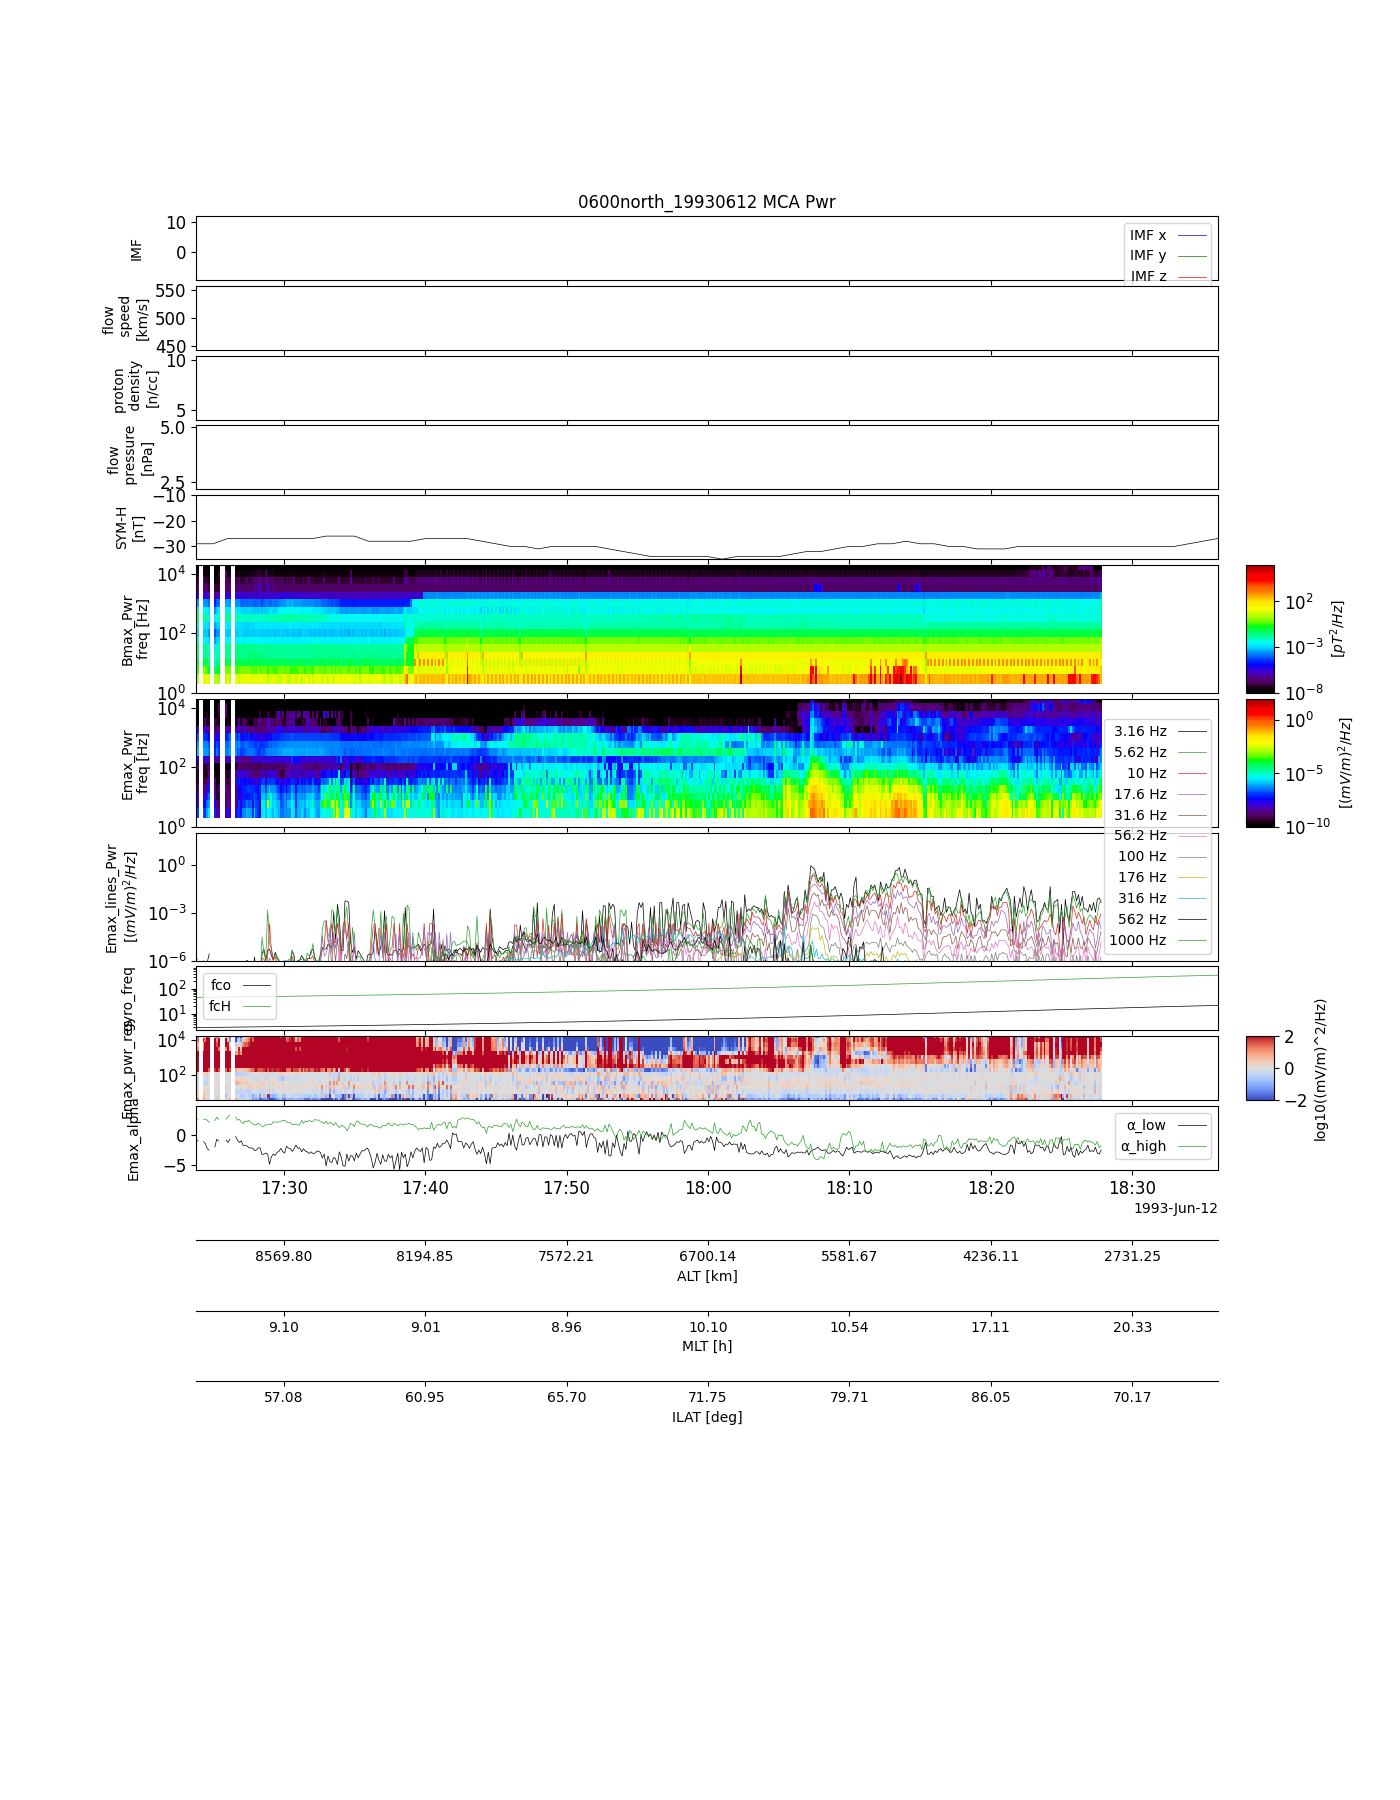 0600north_19930612 MCA Pwr
10
0
IMF
IMF x
IMF y
IMF z
550
500
450
flow
speed
[km/s]
10
5
proton
density
[n/cc]
5.0
2.5
flow
pressure
[nPa]
−10
−20
−30
SYM-H
[nT]
10^4
10^2
10^0
Bmax_Pwr
freq [Hz]
10^2
10^−3
10^−8
[pT^2/Hz]
10^4
10^2
10^0
Emax_Pwr
freq [Hz]
10^0
10^−5
10^−10
[(mV/m)^2/Hz]
3.16 Hz
5.62 Hz
10 Hz
17.6 Hz
31.6 Hz
56.2 Hz
100 Hz
176 Hz
316 Hz
562 Hz
1000 Hz
10^0
10^−3
10^−6
Emax_lines_Pwr
[(mV/m)^2/Hz]
10^2
10^1
gyro_freq
fco
fcH
10^4
10^2
Emax_pwr_reg
2
0
−2
log10((mV/m)^2/Hz)
0
−5
Emax_alpha
α_low
α_high
17:30 17:40 17:50 18:00 18:10 18:20 18:30
1993-Jun-12
8569.80 8194.85 7572.21 6700.14 5581.67 4236.11 2731.25
ALT [km]
9.10 9.01 8.96 10.10 10.54 17.11 20.33
MLT [h]
57.08 60.95 65.70 71.75 79.71 86.05 70.17
ILAT [deg]